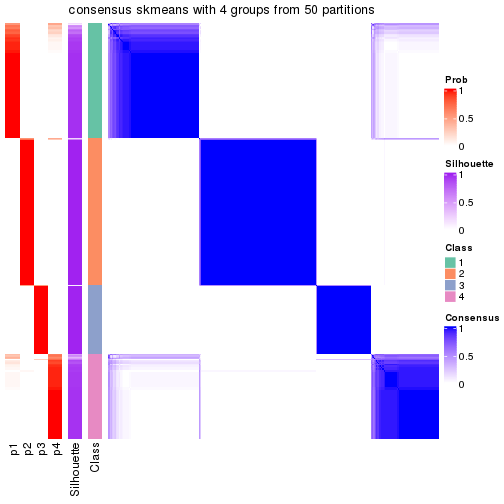 consensus skmeans with 4 groups from 50 partitions
Prob
1
0.5
0
Silhouette
1
0.5
0
Class
1
2
3
4
Consensus
1
0.5
0
p1
p2
p3
p4
Silhouette
Class